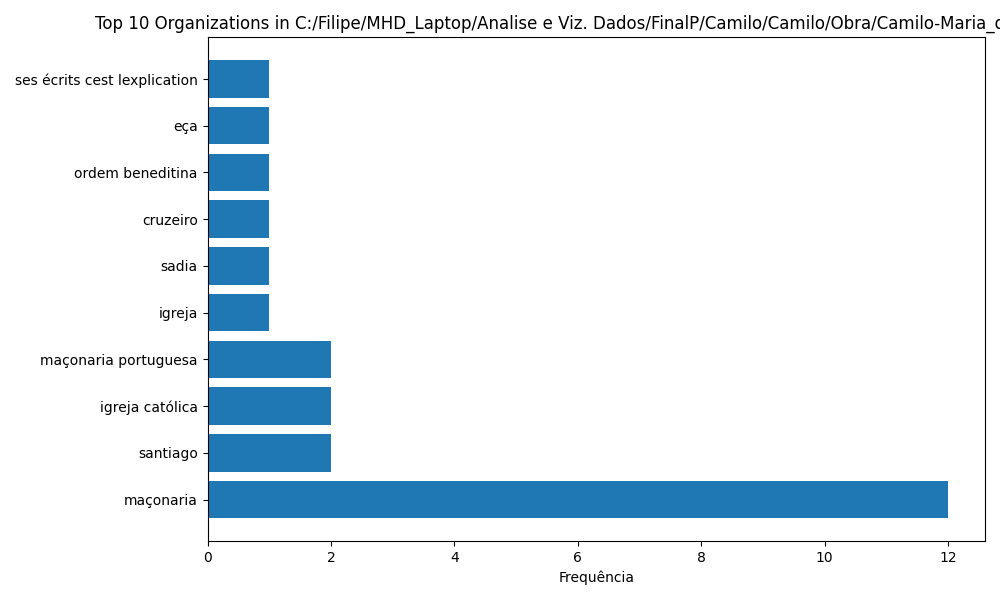 Top 10 Organizations in C:/Filipe/MHD_Laptop/Analise e Viz. Dados/FinalP/Camilo/Camilo/Obra/Camilo-Maria_
ses écrits cest lexplication
eça
ordem beneditina
cruzeiro
sadia
igreja
maçonaria portuguesa
igreja católica
santiago
maçonaria
0 2 4 6 8 10 12
Frequência